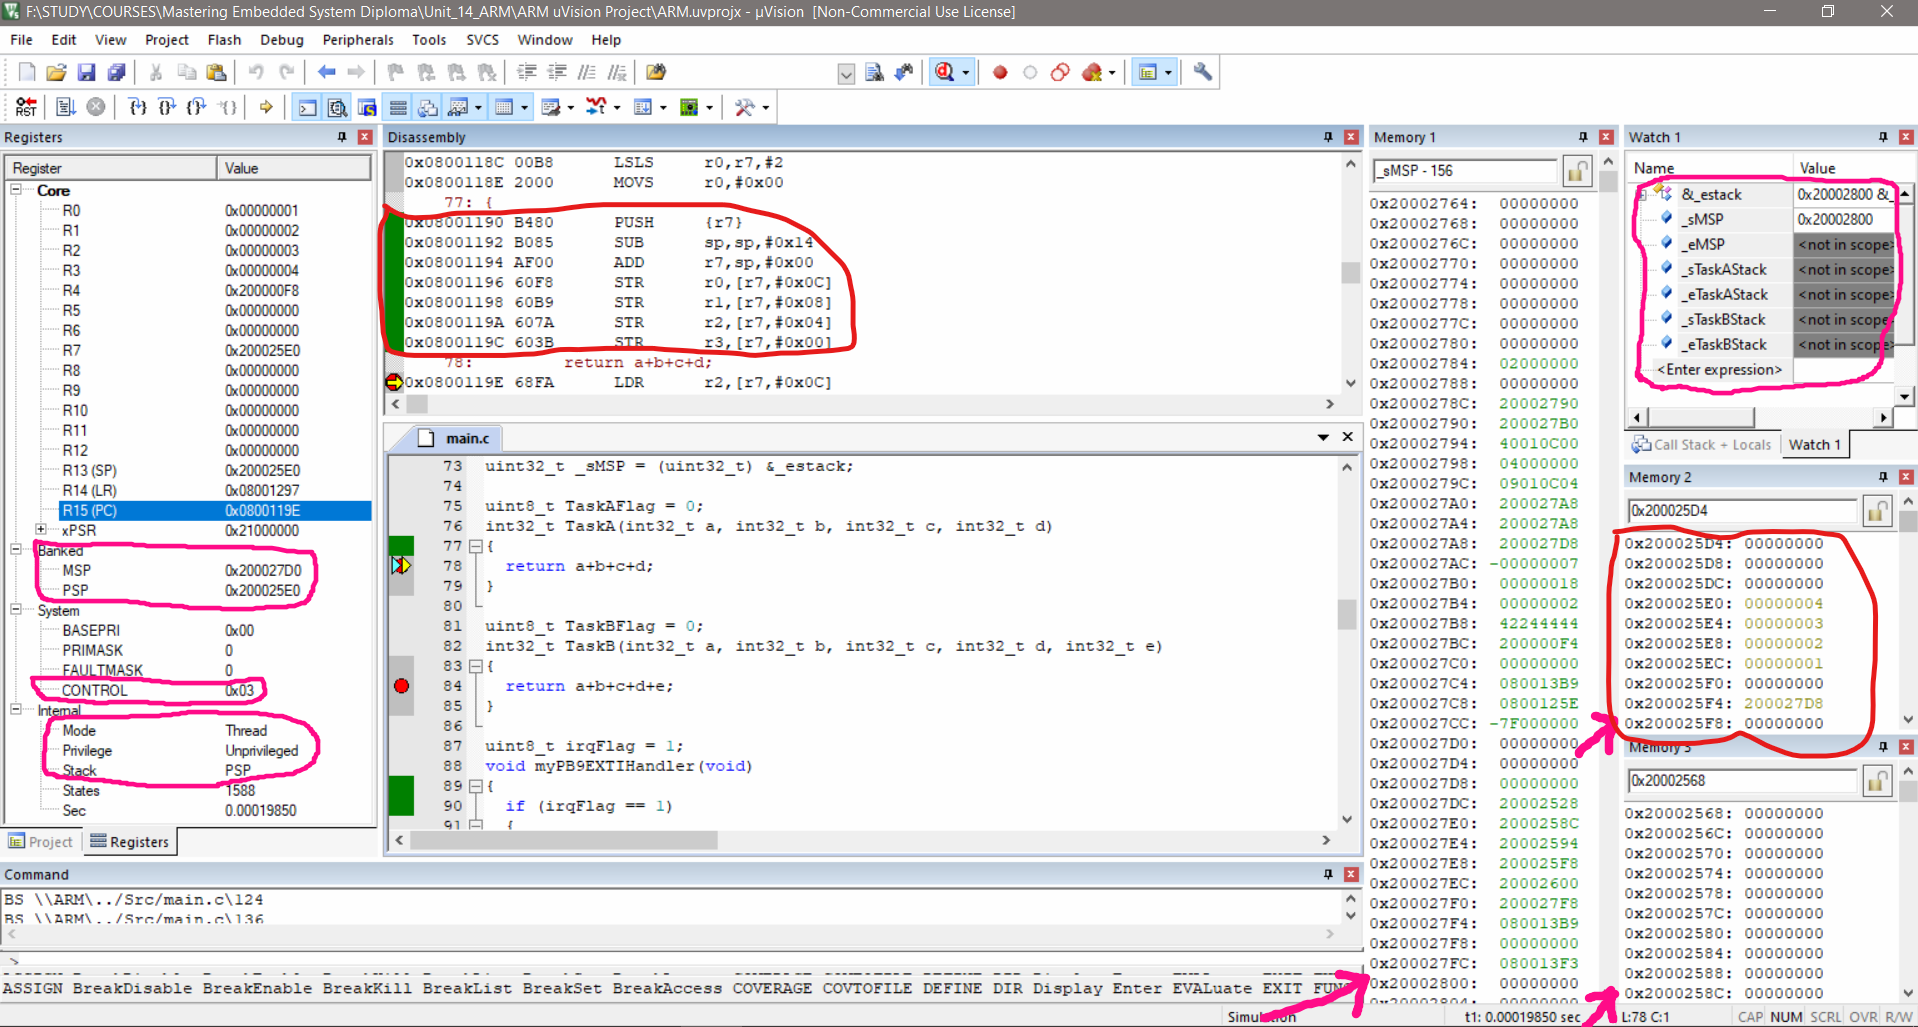 F:\STUDY\COURSES\Mastering Embedded System Diploma\Unit_14_ARM\ARM uVision Project\ARM.uvprojx - µVision [Non-Commercial Use License]
File Edit View Project Flash Debug Peripherals Tools SVCS Window Help
RST
Registers
Register Value
Core
R0 0x00000001
R1 0x00000002
R2 0x00000003
R3 0x00000004
R4 0x200000F8
R5 0x00000000
R6 0x00000000
R7 0x200025E0
R8 0x00000000
R9 0x00000000
R10 0x00000000
R11 0x00000000
R12 0x00000000
R13 (SP) 0x200025E0
R14 (LR) 0x08001297
R15 (PC) 0x0800119E
xPSR 0x21000000
Banked
MSP 0x200027D0
PSP 0x200025E0
System
BASEPRI 0x00
PRIMASK 0
FAULTMASK 0
CONTROL 0x03
Internal
Mode Thread
Privilege Unprivileged
Stack PSP
States 1588
Sec 0.00019850
Project Registers
Disassembly
0x0800118C 00B8 LSLS r0,r7,#2
0x0800118E 2000 MOVS r0,#0x00
77: {
0x08001190 B480 PUSH {r7}
0x08001192 B085 SUB sp,sp,#0x14
0x08001194 AF00 ADD r7,sp,#0x00
0x08001196 60F8 STR r0,[r7,#0x0C]
0x08001198 60B9 STR r1,[r7,#0x08]
0x0800119A 607A STR r2,[r7,#0x04]
0x0800119C 603B STR r3,[r7,#0x00]
78: return a+b+c+d;
0x0800119E 68FA LDR r2,[r7,#0x0C]
main.c
73 uint32_t _sMSP = (uint32_t) &_estack;
74
75 uint8_t TaskAFlag = 0;
76 int32_t TaskA(int32_t a, int32_t b, int32_t c, int32_t d)
77 {
78 return a+b+c+d;
79 }
80
81 uint8_t TaskBFlag = 0;
82 int32_t TaskB(int32_t a, int32_t b, int32_t c, int32_t d, int32_t e)
83 {
84 return a+b+c+d+e;
85 }
86
87 uint8_t irqFlag = 1;
88 void myPB9EXTIHandler(void)
89 {
90 if (irqFlag == 1)
91 {
Memory 1
_sMSP - 156
0x20002764: 00000000
0x20002768: 00000000
0x2000276C: 00000000
0x20002770: 00000000
0x20002774: 00000000
0x20002778: 00000000
0x2000277C: 00000000
0x20002780: 00000000
0x20002784: 02000000
0x20002788: 00000000
0x2000278C: 20002790
0x20002790: 200027B0
0x20002794: 40010C00
0x20002798: 04000000
0x2000279C: 09010C04
0x200027A0: 200027A8
0x200027A4: 200027A8
0x200027A8: 200027D8
0x200027AC: -00000007
0x200027B0: 00000018
0x200027B4: 00000002
0x200027B8: 42244444
0x200027BC: 200000F4
0x200027C0: 00000000
0x200027C4: 080013B9
0x200027C8: 0800125E
0x200027CC: -7F000000
0x200027D0: 00000000
0x200027D4: 00000000
0x200027D8: 00000000
0x200027DC: 20002528
0x200027E0: 2000258C
0x200027E4: 20002594
0x200027E8: 200025F8
0x200027EC: 20002600
0x200027F0: 200027F8
0x200027F4: 080013B9
0x200027F8: 00000000
0x200027FC: 080013F3
0x20002800: 00000000
0x20002804: 00000000
Watch 1
Name Value
&_estack 0x20002800 &_
_sMSP 0x20002800
_eMSP <not in scope>
_sTaskAStack <not in scope>
_eTaskAStack <not in scope>
_sTaskBStack <not in scope>
_eTaskBStack <not in scope>
<Enter expression>
Call Stack + Locals Watch 1
Memory 2
0x200025D4
0x200025D4: 00000000
0x200025D8: 00000000
0x200025DC: 00000000
0x200025E0: 00000004
0x200025E4: 00000003
0x200025E8: 00000002
0x200025EC: 00000001
0x200025F0: 00000000
0x200025F4: 200027D8
0x200025F8: 00000000
Memory 3
0x20002568
0x20002568: 00000000
0x2000256C: 00000000
0x20002570: 00000000
0x20002574: 00000000
0x20002578: 00000000
0x2000257C: 00000000
0x20002580: 00000000
0x20002584: 00000000
0x20002588: 00000000
0x2000258C: 00000000
Command
BS \\ARM\../Src/main.c\124
BS \\ARM\../Src/main.c\136
>
ASSIGN BreakDisable BreakEnable BreakKill BreakList BreakSet BreakAccess COVERAGE COVTOFILE DEFINE DIR Display Enter EVALuate EXIT FUNC
Simulation t1: 0.00019850 sec L:78 C:1 CAP NUM SCRL OVR R/W